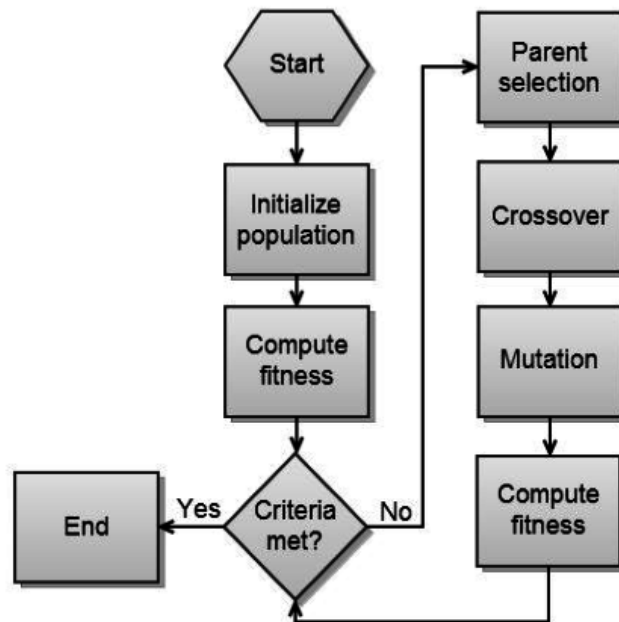 Start
Initialize
population
Compute
fitness
Criteria
met?
Yes
End
No
Parent
selection
Crossover
Mutation
Compute
fitness